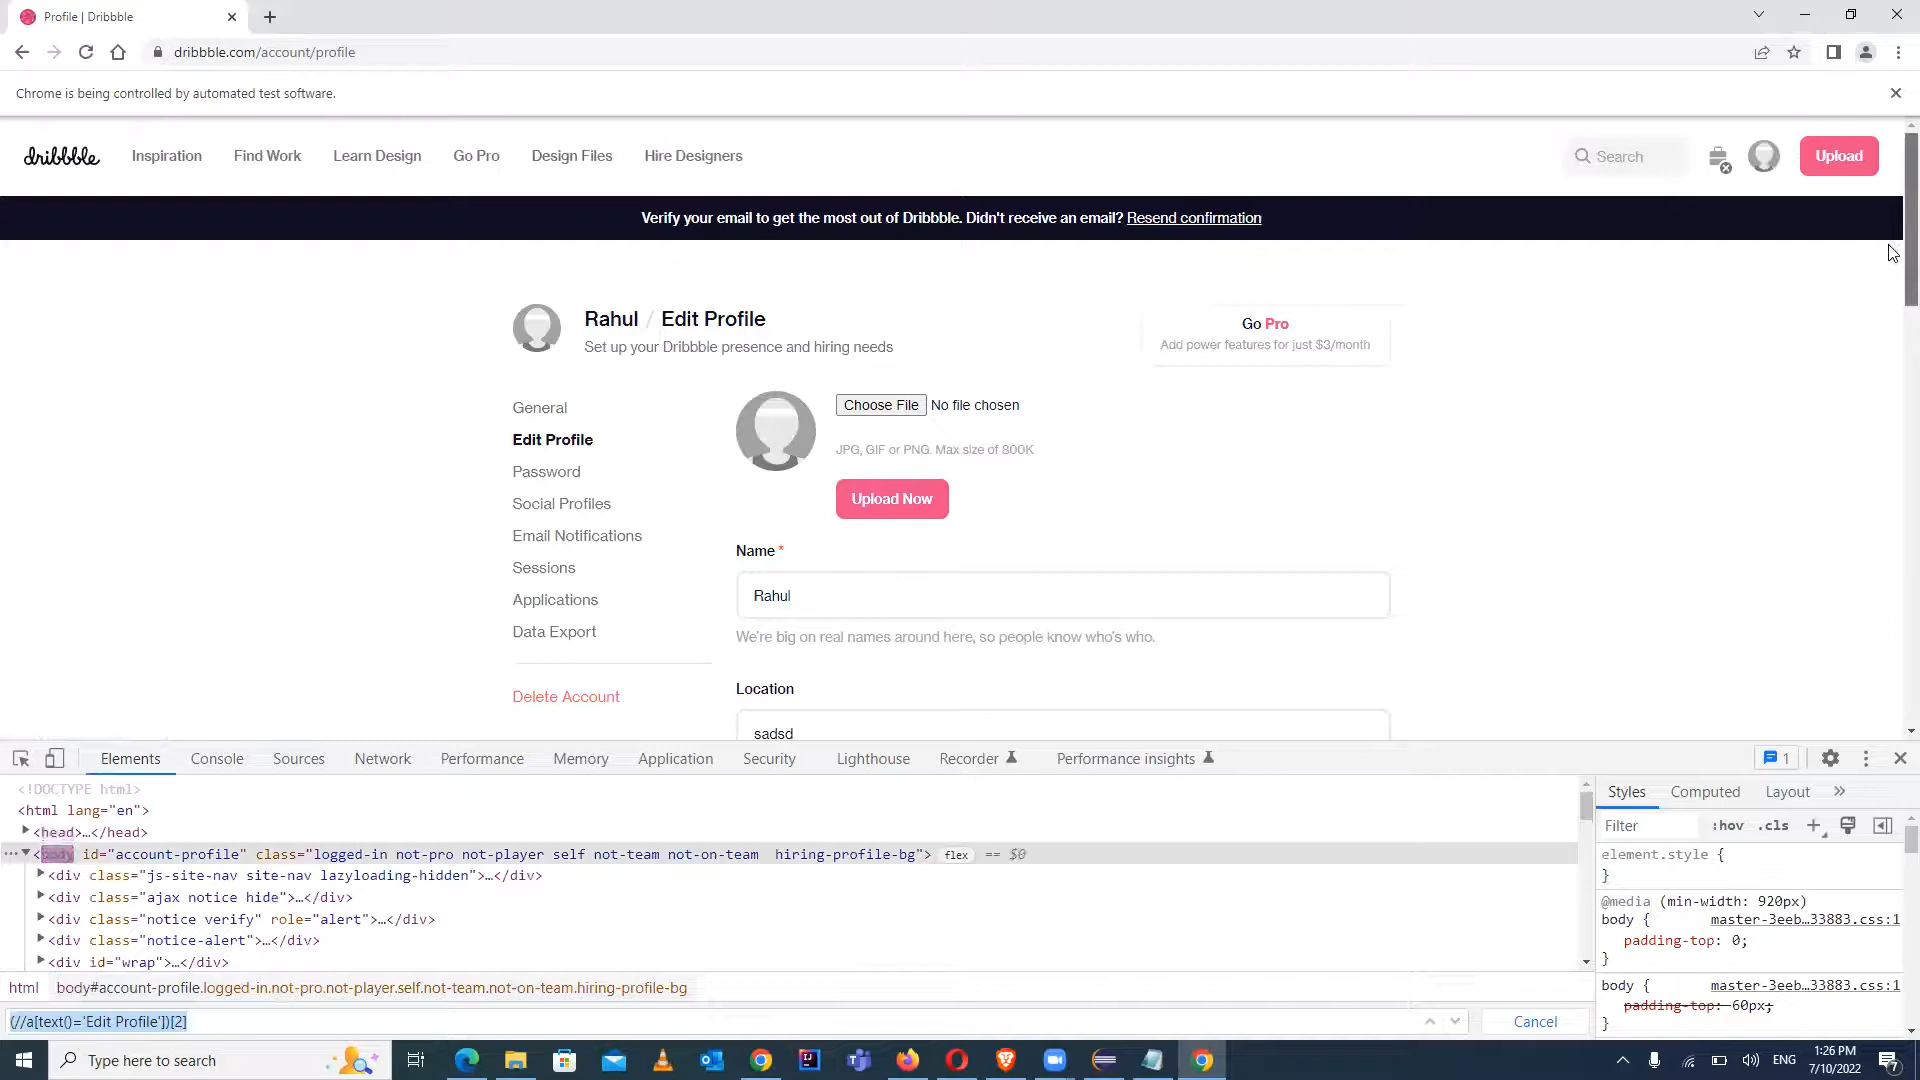 Profile | Dribbble
dribbble.com/account/profile
Chrome is being controlled by automated test software.
dribbble
Inspiration
Find Work
Learn Design
Go Pro
Design Files
Hire Designers
Search
Upload
Verify your email to get the most out of Dribbble. Didn't receive an email? Resend confirmation
Rahul / Edit Profile
Set up your Dribbble presence and hiring needs
Go Pro
Add power features for just $3/month
General
Edit Profile
Password
Social Profiles
Email Notifications
Sessions
Applications
Data Export
Delete Account
Choose File No file chosen
JPG, GIF or PNG. Max size of 800K
Upload Now
Name *
Rahul
We're big on real names around here, so people know who's who.
Location
sadsd
Elements
Console
Sources
Network
Performance
Memory
Application
Security
Lighthouse
Recorder
Performance insights
1
<!DOCTYPE html>
<html lang="en">
<head>…</head>
<body id="account-profile" class="logged-in not-pro not-player self not-team not-on-team  hiring-profile-bg"> flex == $0
<div class="js-site-nav site-nav lazyloading-hidden">…</div>
<div class="ajax notice hide">…</div>
<div class="notice verify" role="alert">…</div>
<div class="notice-alert">…</div>
<div id="wrap">…</div>
html body#account-profile.logged-in.not-pro.not-player.self.not-team.not-on-team.hiring-profile-bg
(//a[text()='Edit Profile'])[2]
Cancel
Styles
Computed
Layout
Filter
:hov .cls
element.style {
}
@media (min-width: 920px)
body { master-3eeb…33883.css:1
padding-top: 0;
}
body { master-3eeb…33883.css:1
padding-top: 60px;
}
Type here to search
ENG
1:26 PM
7/10/2022
7